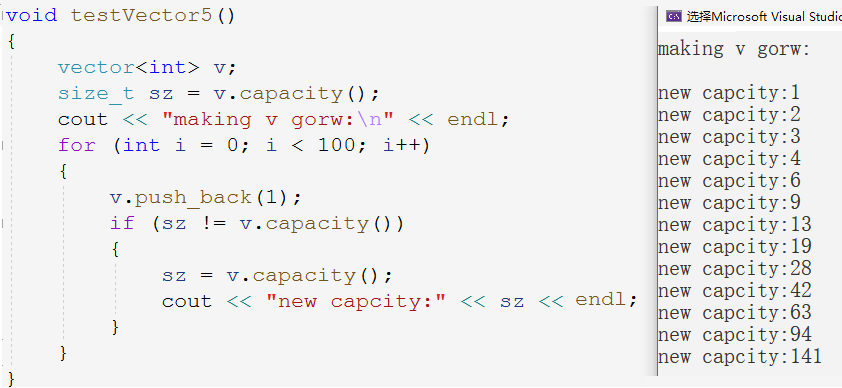 void testVector5()
{
vector<int> v;
size_t sz = v.capacity();
cout << "making v gorw:\n" << endl;
for (int i = 0; i < 100; i++)
{
v.push_back(1);
if (sz != v.capacity())
{
sz = v.capacity();
cout << "new capcity:" << sz << endl;
}
}
}
选择Microsoft Visual Studio
making v gorw:
new capcity:1
new capcity:2
new capcity:3
new capcity:4
new capcity:6
new capcity:9
new capcity:13
new capcity:19
new capcity:28
new capcity:42
new capcity:63
new capcity:94
new capcity:141